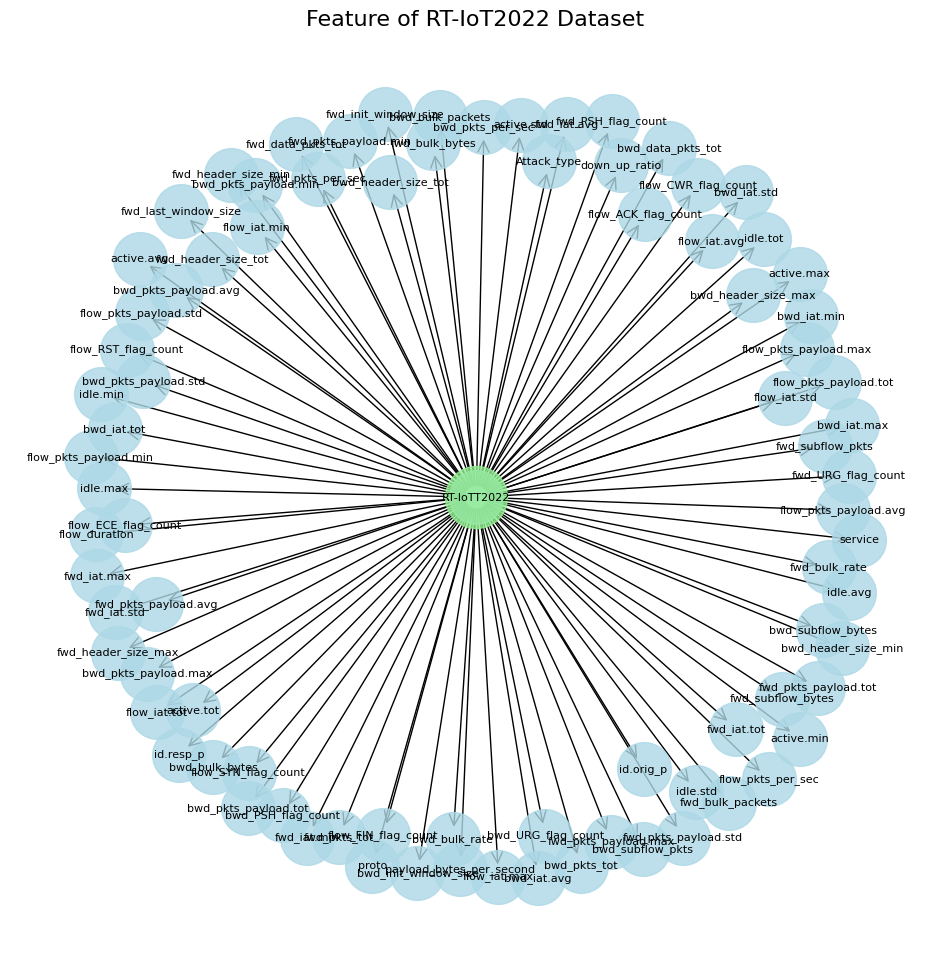 Feature of RT-IoT2022 Dataset
fwd_init_window_size
bwd_bulk_packets
bwd_pkts_per_sec
active.std
fwd_iat.avg
fwd_PSH_flag_count
fwd_data_pkts_tot
fwd_pkts_payload.min
fwd_bulk_bytes
bwd_data_pkts_tot
Attack_type
down_up_ratio
fwd_header_size_min
fwd_pkts_per_sec
bwd_pkts_payload.min
bwd_header_size_tot
flow_CWR_flag_count
bwd_iat.std
fwd_last_window_size
flow_ACK_flag_count
flow_iat.min
flow_iat.avg
idle.tot
active.avg
fwd_header_size_tot
active.max
bwd_pkts_payload.avg
bwd_header_size_max
flow_pkts_payload.std
bwd_iat.min
flow_RST_flag_count
flow_pkts_payload.max
bwd_pkts_payload.std
flow_pkts_payload.tot
idle.min
flow_iat.std
bwd_iat.tot
bwd_iat.max
fwd_subflow_pkts
flow_pkts_payload.min
fwd_URG_flag_count
idle.max
RT-IoTT2022
flow_pkts_payload.avg
flow_ECE_flag_count
flow_duration
service
fwd_iat.max
fwd_bulk_rate
idle.avg
fwd_pkts_payload.avg
fwd_iat.std
bwd_subflow_bytes
fwd_header_size_max
bwd_header_size_min
bwd_pkts_payload.max
fwd_pkts_payload.tot
fwd_subflow_bytes
flow_iat.tot
active.tot
fwd_iat.tot
active.min
id.resp_p
bwd_bulk_bytes
flow_SYN_flag_count
id.orig_p
flow_pkts_per_sec
idle.std
fwd_bulk_packets
bwd_pkts_payload.tot
bwd_PSH_flag_count
fwd_iat.min
fwd_pkts_tot
flow_FIN_flag_count
bwd_bulk_rate
bwd_URG_flag_count
fwd_pkts_payload.max
fwd_pkts_payload.std
bwd_subflow_pkts
proto
bwd_init_window_size
payload_bytes_per_second
flow_iat.max
bwd_iat.avg
bwd_pkts_tot